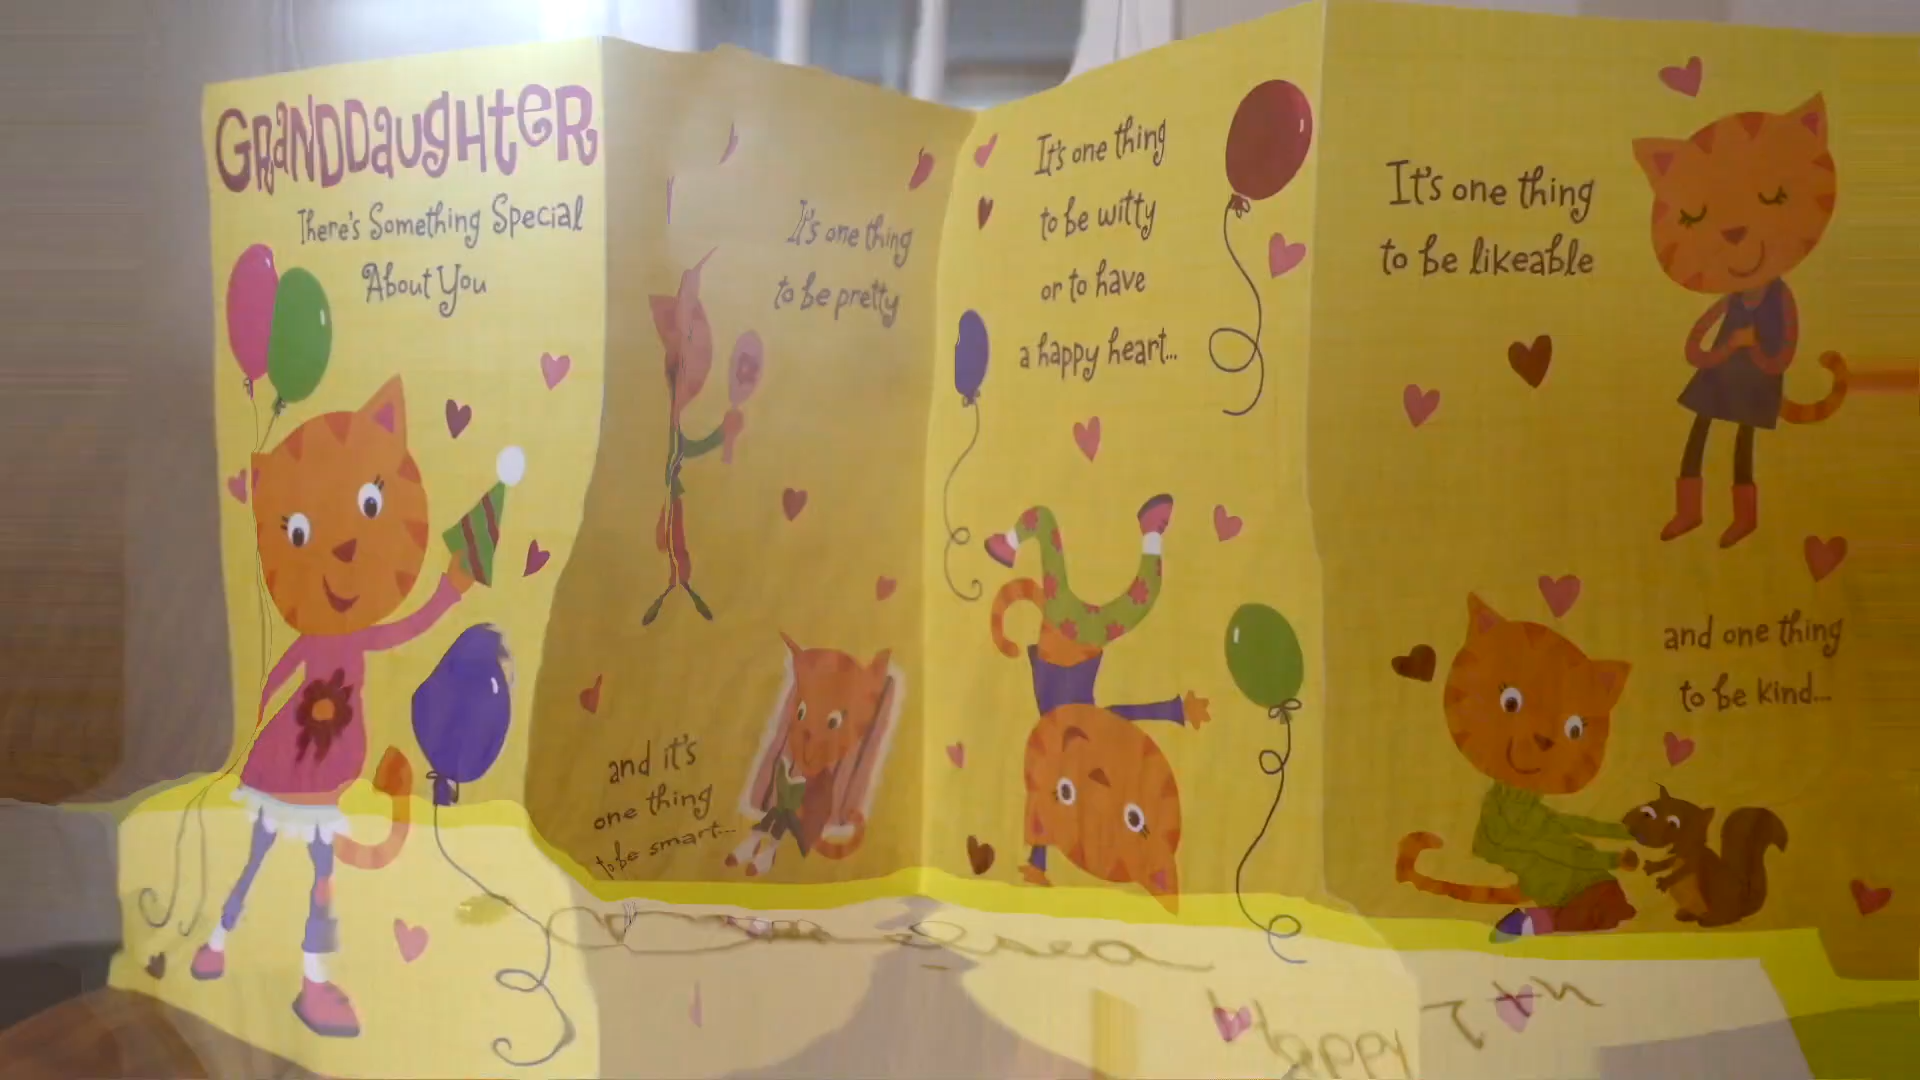 GRANDDaugHteR
There's Something Special
About You
It's one thing
to be pretty
and it's
one thing
to be smart...
It's one thing
to be witty
or to have
a happy heart...
It's one thing
to be likeable
and one thing
to be kind...
Happy 7th